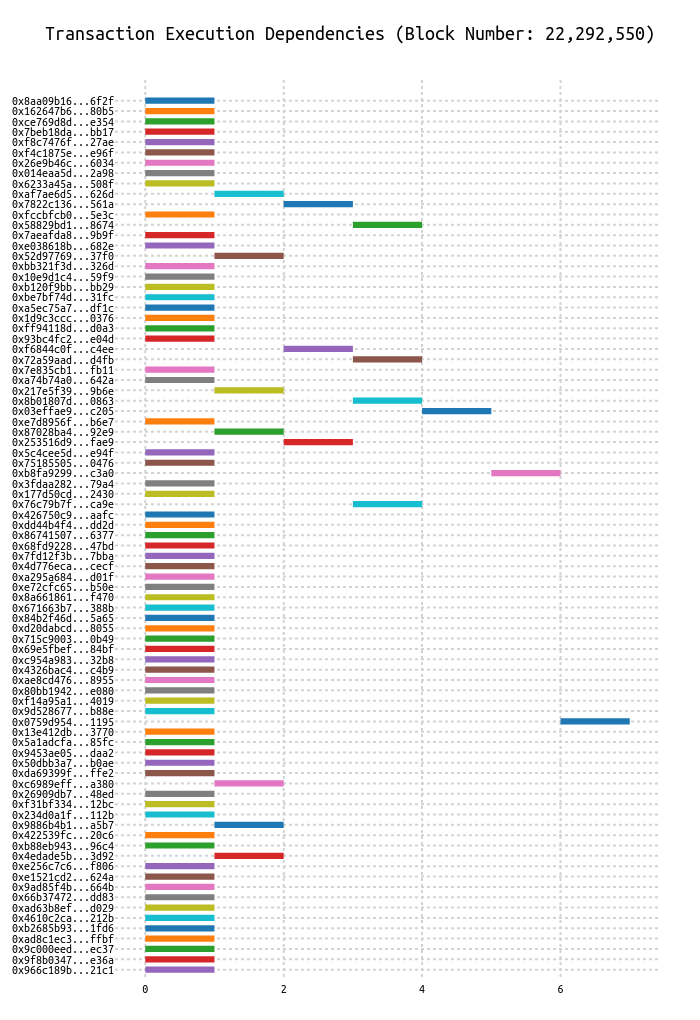 Transaction Execution Dependencies (Block Number: 22,292,550)
0x8aa09b16...6f2f
0x162647b6...80b5
0xce769d8d...e354
0x7beb18da...bb17
0xf8c7476f...27ae
0xf4c1875e...e96f
0x26e9b46c...6034
0x014eaa5d...2a98
0x6233a45a...508f
0xaf7ae6d5...626d
0x7822c136...561a
0xfccbfcb0...5e3c
0x58829bd1...8674
0x7aeafda8...9b9f
0xe038618b...682e
0x52d97769...37f0
0xbb321f3d...326d
0x10e9d1c4...59f9
0xb120f9bb...bb29
0xbe7bf74d...31fc
0xa5ec75a7...df1c
0x1d9c3ccc...0376
0xff94118d...d0a3
0x93bc4fc2...e04d
0xf6844c0f...c4ee
0x72a59aad...d4fb
0x7e835cb1...fb11
0xa74b74a0...642a
0x217e5f39...9b6e
0x8b01807d...0863
0x03effae9...c205
0xe7d8956f...b6e7
0x87028ba4...92e9
0x253516d9...fae9
0x5c4cee5d...e94f
0x75185505...0476
0xb8fa9299...c3a0
0x3fdaa282...79a4
0x177d50cd...2430
0x76c79b7f...ca9e
0x426750c9...aafc
0xdd44b4f4...dd2d
0x86741507...6377
0x68fd9228...47bd
0x7fd12f3b...7bba
0x4d776eca...cecf
0xa295a684...d01f
0xe72cfc65...b50e
0x8a661861...f470
0x671663b7...388b
0x84b2f46d...5a65
0xd20dabcd...8055
0x715c9003...0b49
0x69e5fbef...84bf
0xc954a983...32b8
0x4326bac4...c4b9
0xae8cd476...8955
0x80bb1942...e080
0xf14a95a1...4019
0x9d528677...b88e
0x0759d954...1195
0x13e412db...3770
0x5a1adcfa...85fc
0x9453ae05...daa2
0x50dbb3a7...b0ae
0xda69399f...ffe2
0xc6989eff...a380
0x26909db7...48ed
0xf31bf334...12bc
0x234d0a1f...112b
0x9886b4b1...a5b7
0x422539fc...20c6
0xb88eb943...96c4
0x4edade5b...3d92
0xe256c7c6...f806
0xe1521cd2...624a
0x9ad85f4b...664b
0x66b37472...dd83
0xad63b8ef...d029
0x4610c2ca...212b
0xb2685b93...1fd6
0xad8c1ec3...ffbf
0x9c000eed...ec37
0x9f8b0347...e36a
0x966c189b...21c1
0 2 4 6